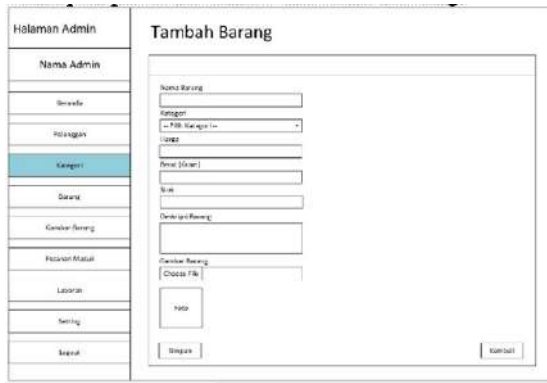 Halaman Admin
Tambah Barang
Nama Admin
Beranda
Pelanggan
Kategori
Barang
Gambar Barang
Pesanan Masuk
Laporan
Setting
Logout
Nama Barang
Kategori
-- Pilih Kategori --
Harga
Berat (Gram)
Stok
Deskripsi Barang
Gambar Barang
Choose File
Foto
Simpan
Kembali